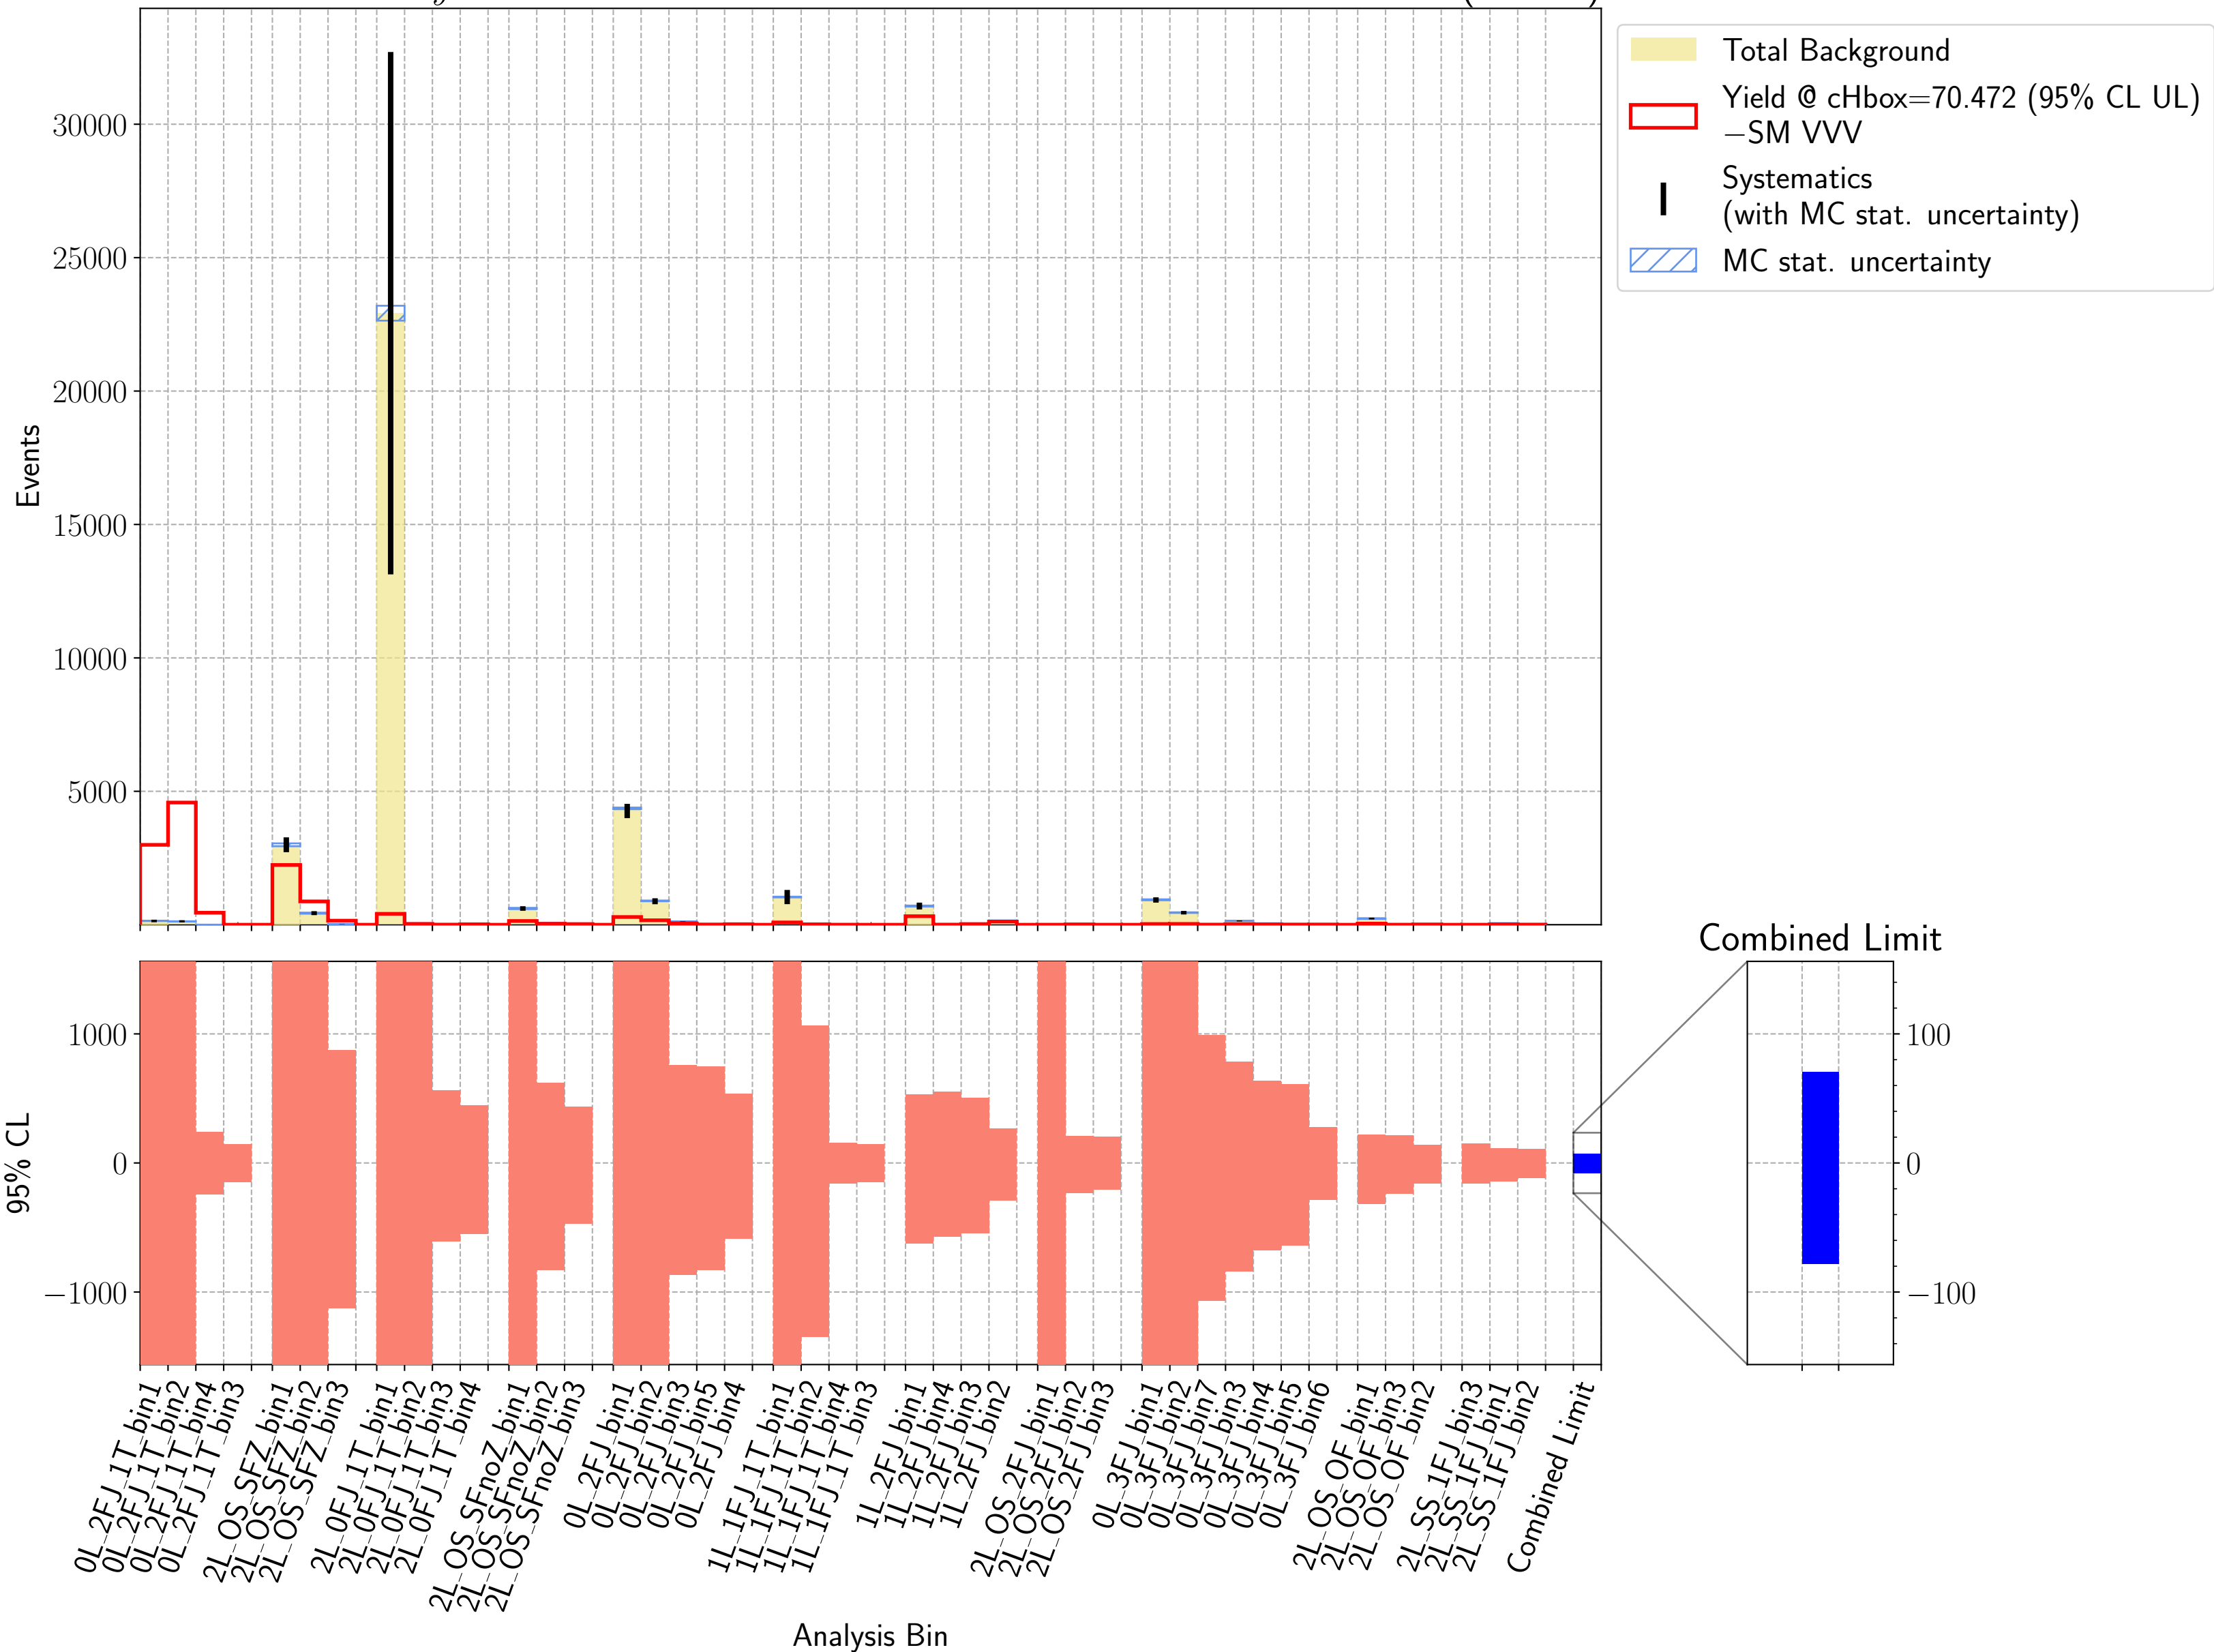 Total Background
Yield @ cHbox=70.472 (95% CL UL)
−SM VVV
Systematics
(with MC stat. uncertainty)
MC stat. uncertainty
30000
25000
20000
15000
10000
5000
Events
Combined Limit
1000
0
−1000
95% CL
100
0
−100
0L_2FJ_1T_bin1
0L_2FJ_1T_bin2
0L_2FJ_1T_bin4
0L_2FJ_1T_bin3
2L_OS_SFZ_bin1
2L_OS_SFZ_bin2
2L_OS_SFZ_bin3
2L_0FJ_1T_bin1
2L_0FJ_1T_bin2
2L_0FJ_1T_bin3
2L_0FJ_1T_bin4
2L_OS_SFnoZ_bin1
2L_OS_SFnoZ_bin2
2L_OS_SFnoZ_bin3
0L_2FJ_bin1
0L_2FJ_bin2
0L_2FJ_bin3
0L_2FJ_bin5
0L_2FJ_bin4
1L_1FJ_1T_bin1
1L_1FJ_1T_bin2
1L_1FJ_1T_bin4
1L_1FJ_1T_bin3
1L_2FJ_bin1
1L_2FJ_bin4
1L_2FJ_bin3
1L_2FJ_bin2
2L_OS_2FJ_bin1
2L_OS_2FJ_bin2
2L_OS_2FJ_bin3
0L_3FJ_bin1
0L_3FJ_bin2
0L_3FJ_bin7
0L_3FJ_bin3
0L_3FJ_bin4
0L_3FJ_bin5
0L_3FJ_bin6
2L_OS_OF_bin1
2L_OS_OF_bin3
2L_OS_OF_bin2
2L_SS_1FJ_bin3
2L_SS_1FJ_bin1
2L_SS_1FJ_bin2
Combined Limit
Analysis Bin